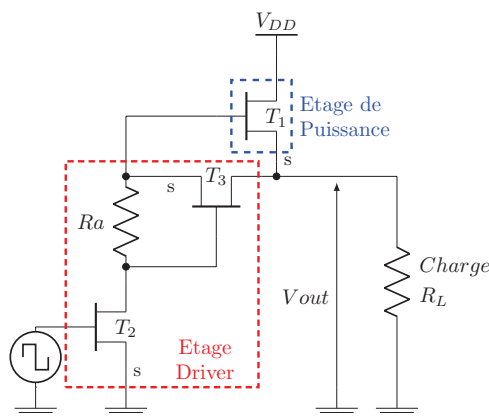 V_DD
Etage de
Puissance
T_1
s
T_3
s
Ra
Charge
R_L
Vout
T_2
s
Etage
Driver